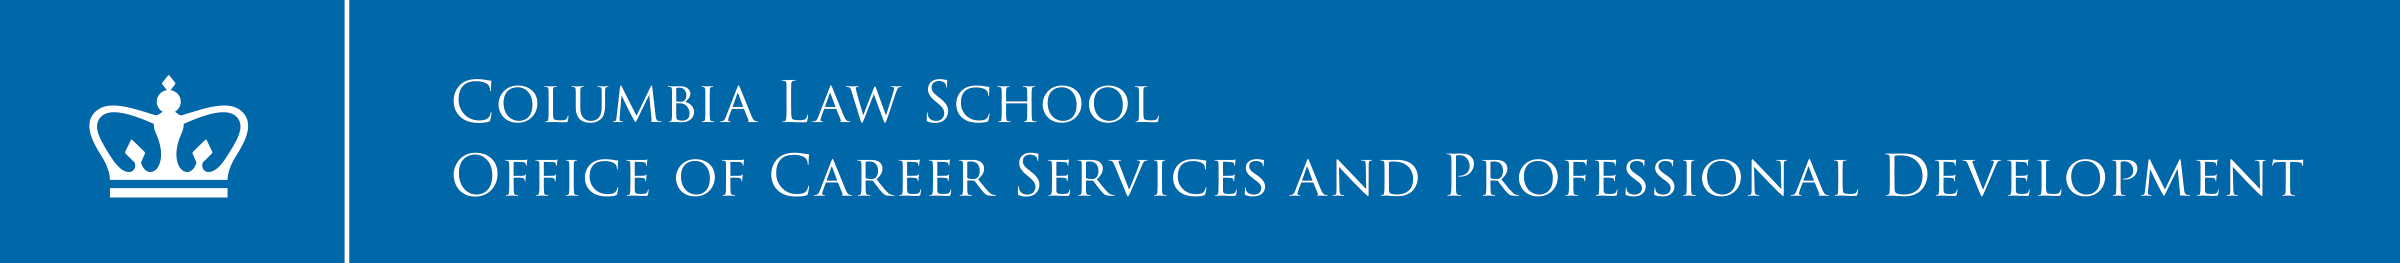 Columbia Law School
Office of Career Services and Professional Development